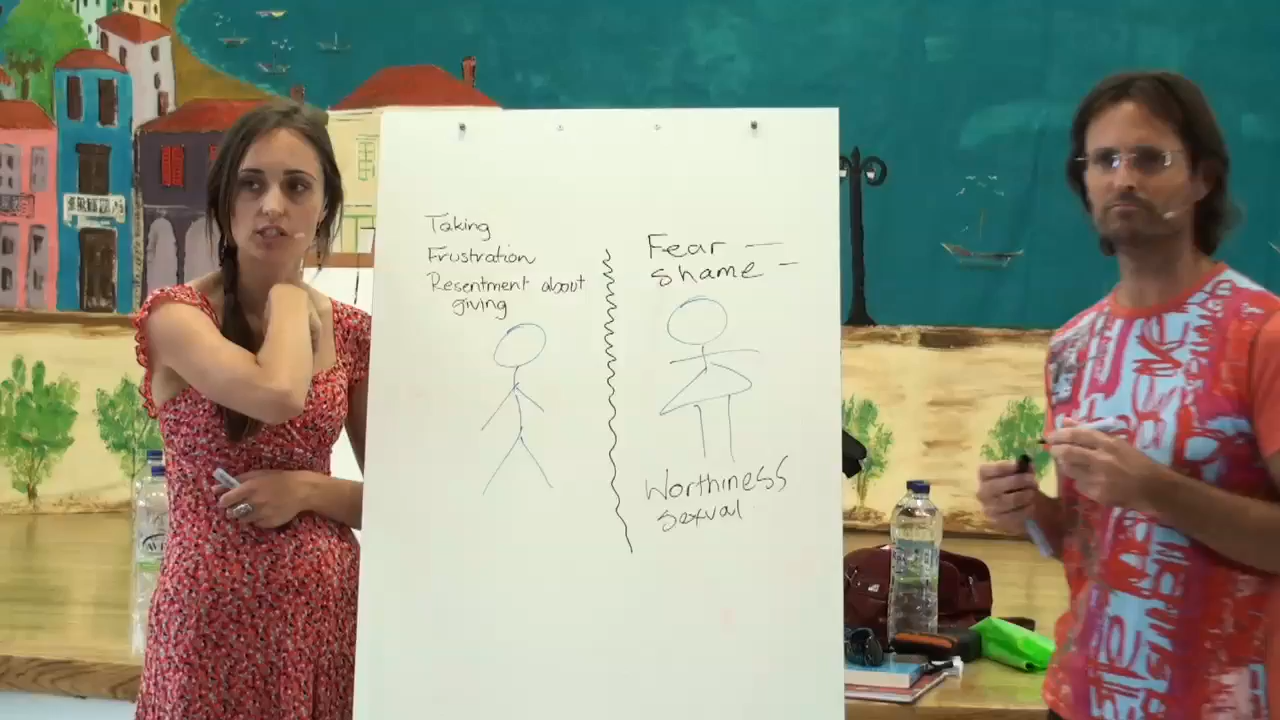 Taking
Frustration
Resentment about
giving
Fear —
shame –
Worthiness
sexual